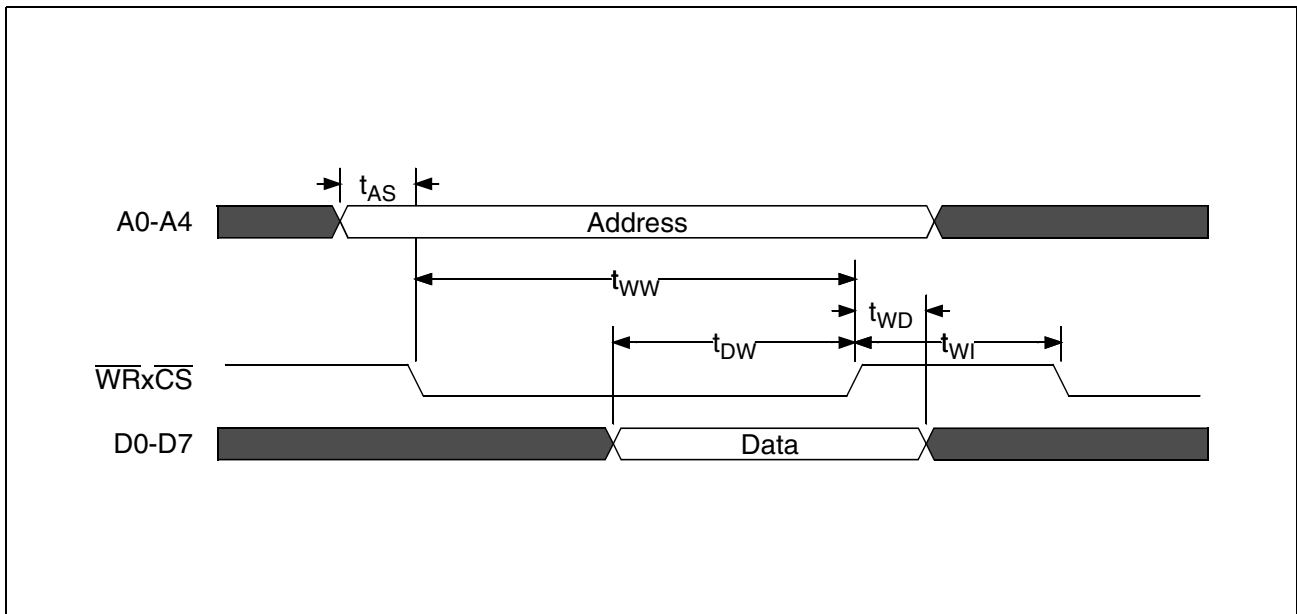 tAS
A0-A4 Address
tWW
tWD
tDW tWI
WRxCS
D0-D7 Data